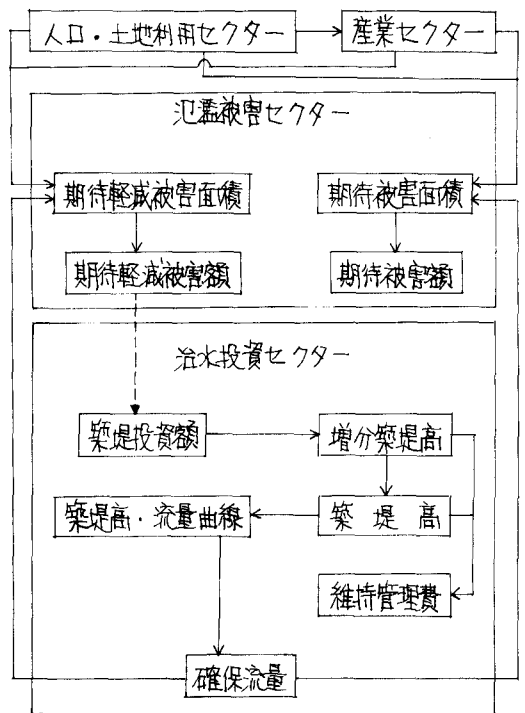 人口・土地利用セクター
産業セクター
氾濫被害セクター
期待軽減被害面積
期待被害面積
期待軽減被害額
期待被害額
治水投資セクター
築堤投資額
増分築堤高
築堤高・流量曲線
築 堤 高
維持管理費
確保流量